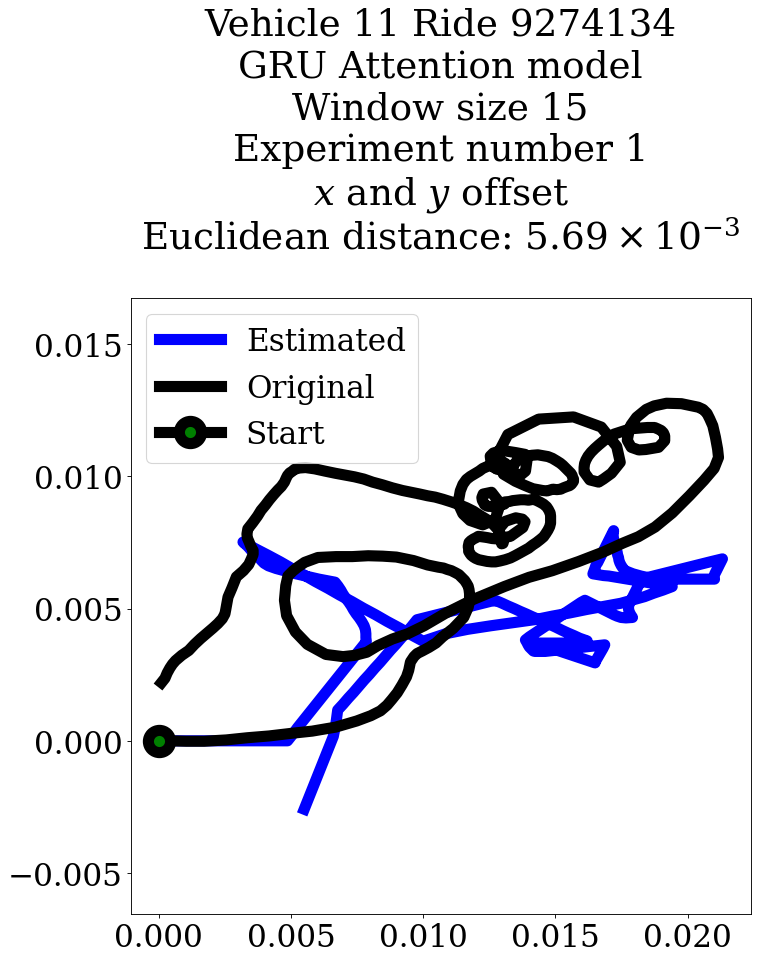 Vehicle 11 Ride 9274134
GRU Attention model
Window size 15
Experiment number 1
x and y offset
Euclidean distance: 5.69 × 10⁻³
Estimated
Original
Start
0.015
0.010
0.005
0.000
−0.005
0.000 0.005 0.010 0.015 0.020